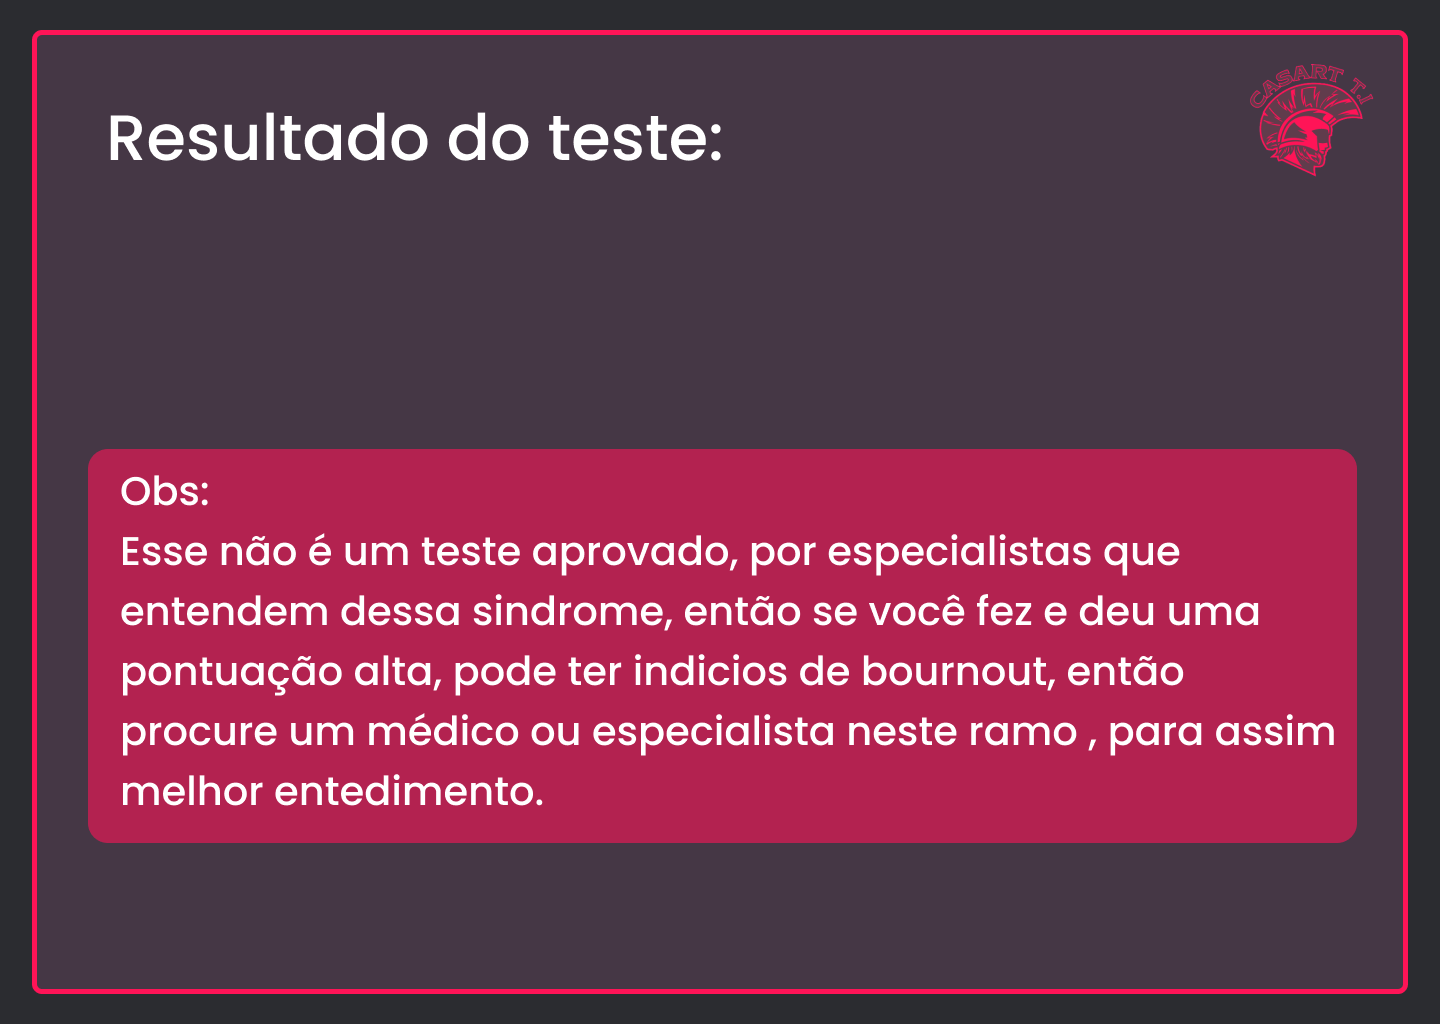 CASART T.I
Resultado do teste:
Obs:
Esse não é um teste aprovado, por especialistas que
entendem dessa sindrome, então se você fez e deu uma
pontuação alta, pode ter indicios de bournout, então
procure um médico ou especialista neste ramo , para assim
melhor entedimento.